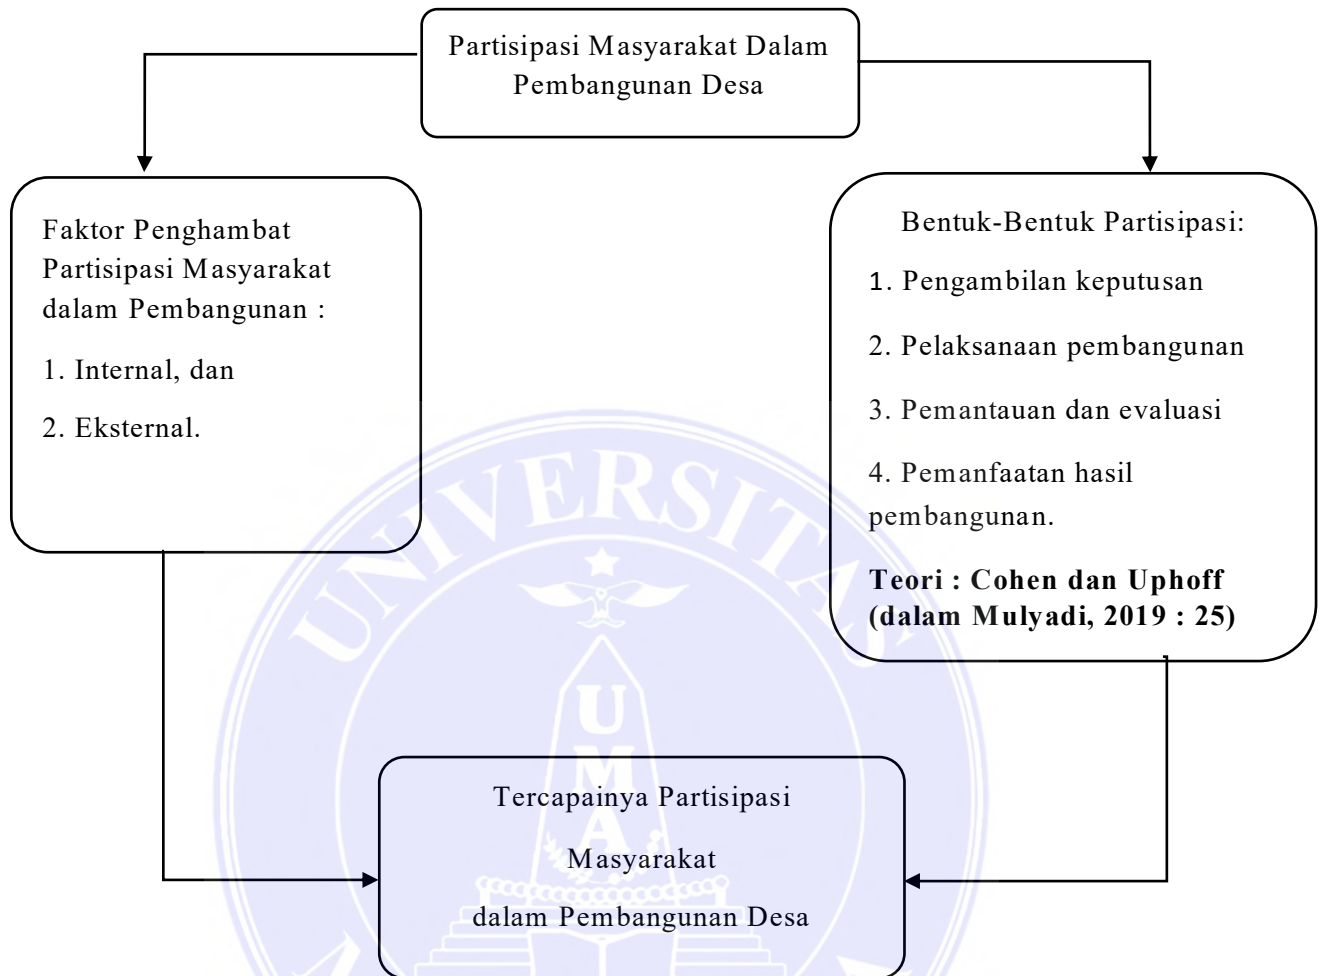 Partisipasi Masyarakat Dalam
Pembangunan Desa
Faktor Penghambat
Partisipasi Masyarakat
dalam Pembangunan :
1. Internal, dan
2. Eksternal.
Bentuk-Bentuk Partisipasi:
1. Pengambilan keputusan
2. Pelaksanaan pembangunan
3. Pemantauan dan evaluasi
4. Pemanfaatan hasil
pembangunan.
Teori : Cohen dan Uphoff
(dalam Mulyadi, 2019 : 25)
UNIVERSITAS
U
M
A
Tercapainya Partisipasi
Masyarakat
dalam Pembangunan Desa